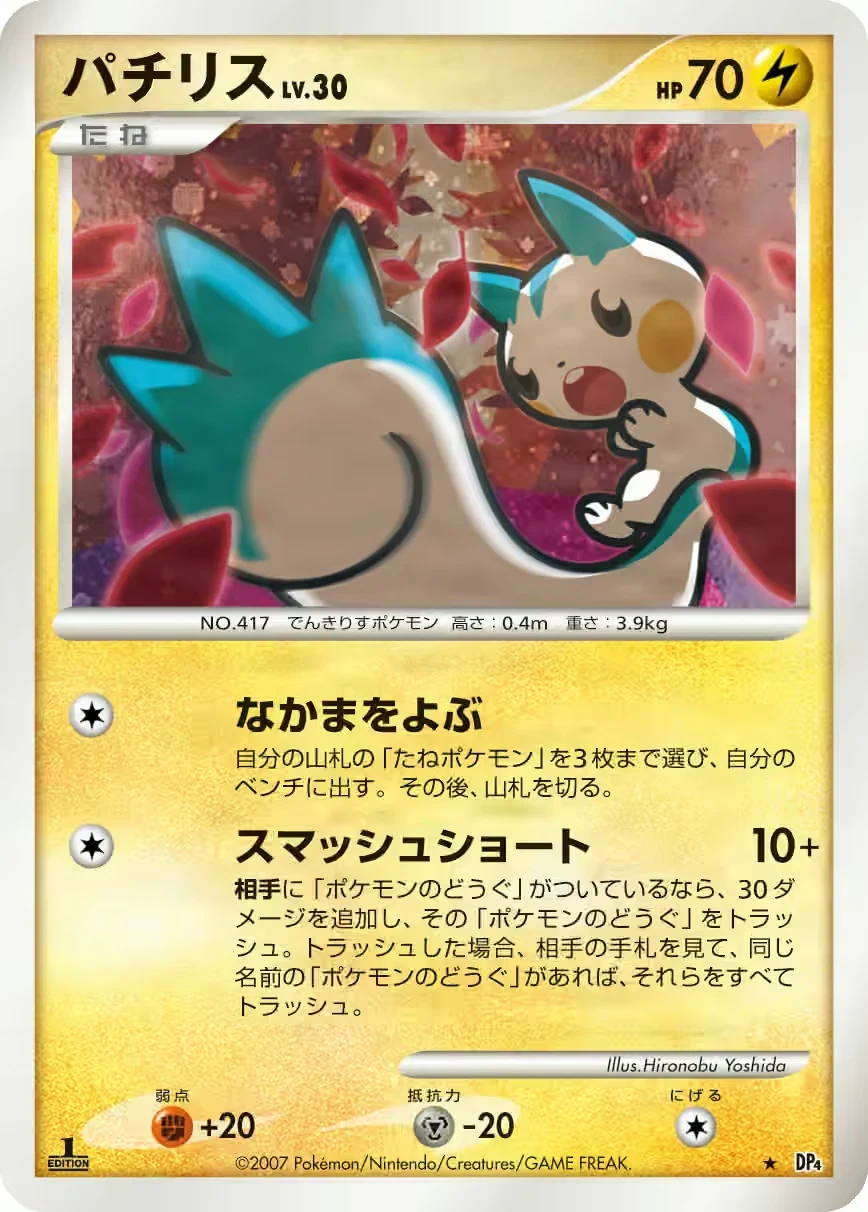 パチリス LV.30 HP 70
たね
NO.417 でんきりすポケモン 高さ：0.4m 重さ：3.9kg
なかまをよぶ
自分の山札の「たねポケモン」を3枚まで選び、自分の
ベンチに出す。その後、山札を切る。
スマッシュショート 10+
相手に「ポケモンのどうぐ」がついているなら、30ダ
メージを追加し、その「ポケモンのどうぐ」をトラッ
シュ。トラッシュした場合、相手の手札を見て、同じ
名前の「ポケモンのどうぐ」があれば、それらをすべて
トラッシュ。
Illus.Hironobu Yoshida
弱点 +20 抵抗力 -20 にげる
1 EDITION ©2007 Pokémon/Nintendo/Creatures/GAME FREAK. ★ DP4